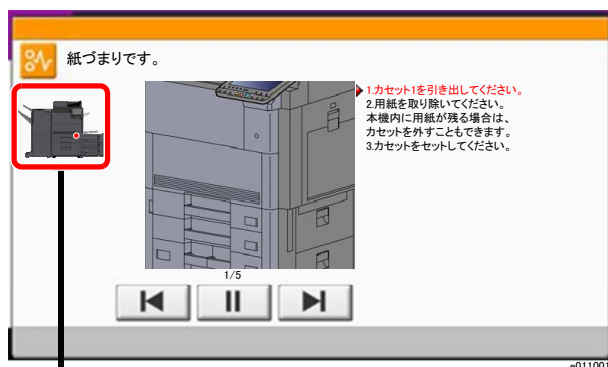 紙づまりです。
1.カセット1を引き出してください。
2.用紙を取り除いてください。
本機内に用紙が残る場合は、
カセットを外すこともできます。
3.カセットをセットしてください。
1/5
e011001